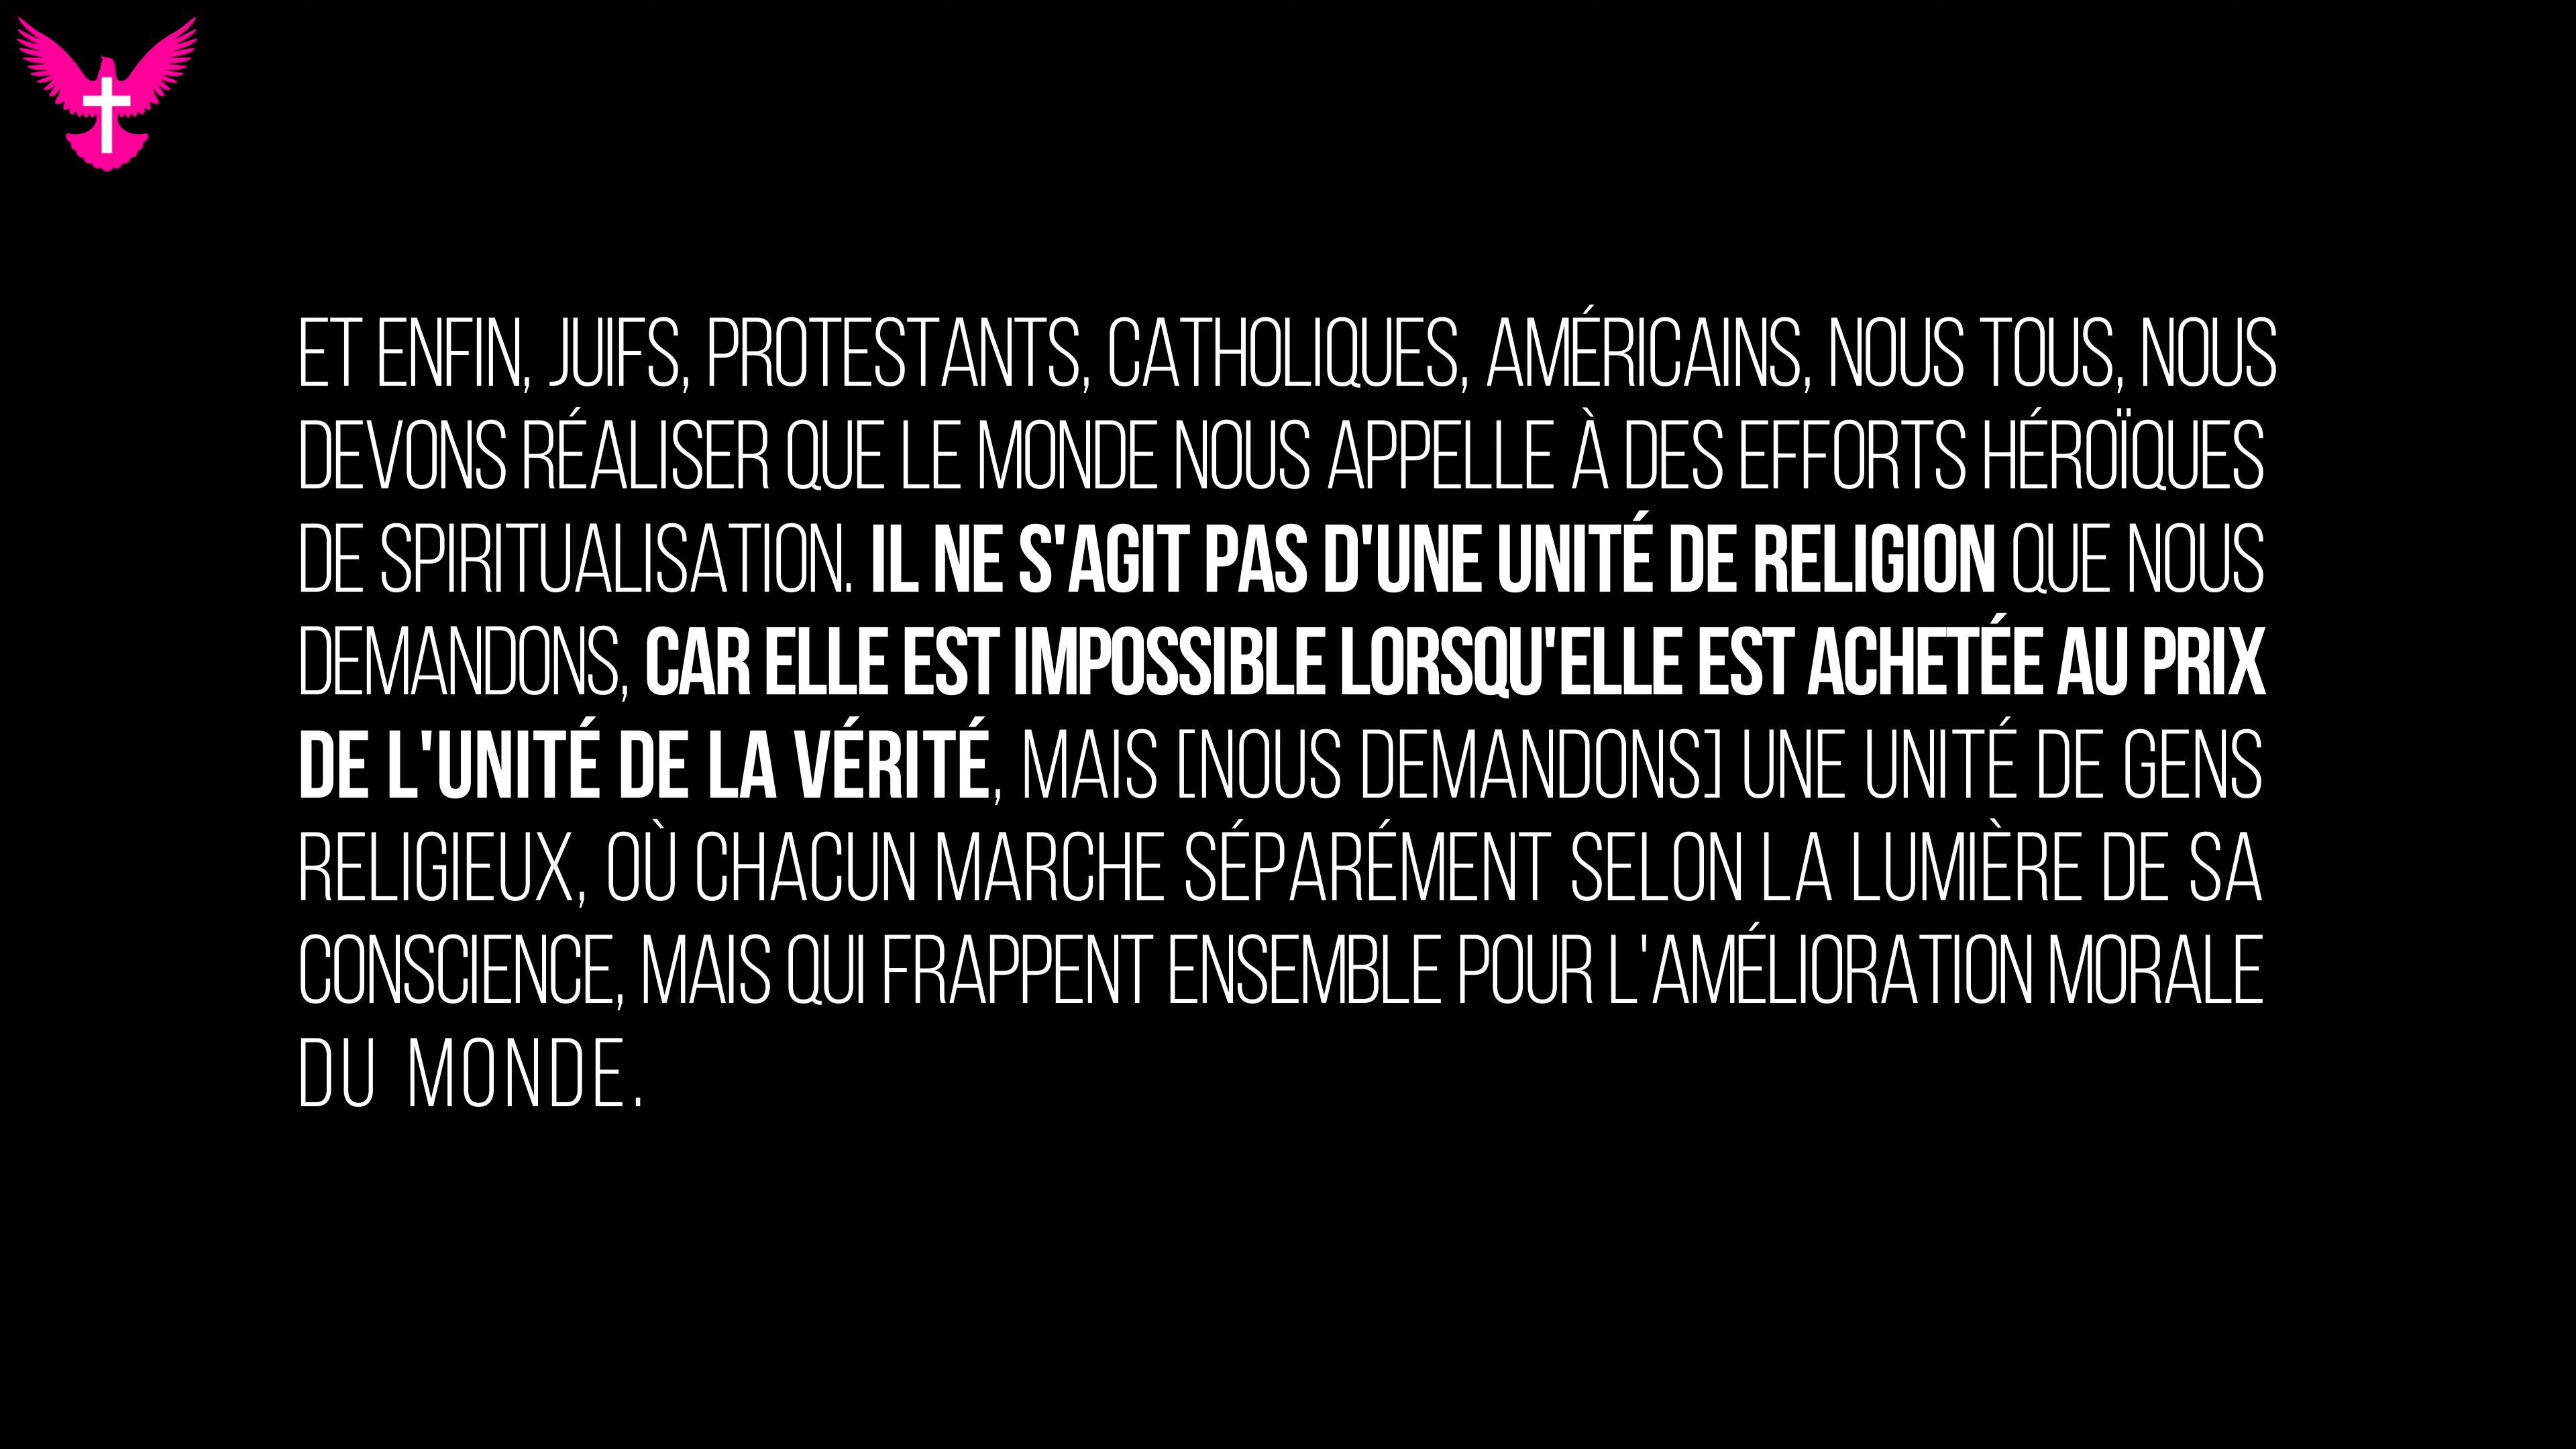 ET ENFIN, JUIFS, PROTESTANTS, CATHOLIQUES, AMÉRICAINS, NOUS TOUS, NOUS
DEVONS RÉALISER QUE LE MONDE NOUS APPELLE À DES EFFORTS HÉROÏQUES
DE SPIRITUALISATION. IL NE S'AGIT PAS D'UNE UNITÉ DE RELIGION QUE NOUS
DEMANDONS, CAR ELLE EST IMPOSSIBLE LORSQU'ELLE EST ACHETÉE AU PRIX
DE L'UNITÉ DE LA VÉRITÉ, MAIS [NOUS DEMANDONS] UNE UNITÉ DE GENS
RELIGIEUX, OÙ CHACUN MARCHE SÉPARÉMENT SELON LA LUMIÈRE DE SA
CONSCIENCE, MAIS QUI FRAPPENT ENSEMBLE POUR L'AMÉLIORATION MORALE
DU MONDE.